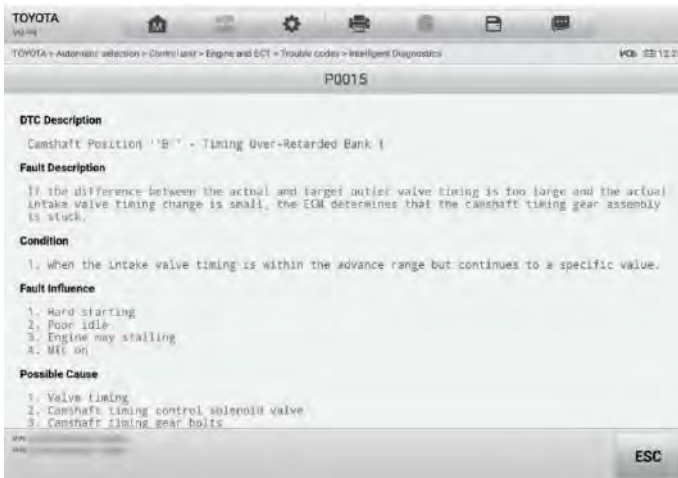 TOYOTA
TOYOTA > Automatic selection > Control unit > Engine and ECT > Trouble codes > Intelligent Diagnostics
VCI:
P0015
DTC Description
Camshaft Position ''B '' - Timing Over-Retarded Bank 1
Fault Description
If the difference between the actual and target outlet valve timing is too large and the actual
intake valve timing change is small, the ECM determines that the camshaft timing gear assembly
is stuck.
Condition
1. When the intake valve timing is within the advance range but continues to a specific value.
Fault Influence
1. Hard starting
2. Poor idle
3. Engine may stalling
4. MIL on
Possible Cause
1. Valve timing
2. Camshaft timing control solenoid valve
3. Camshaft timing gear bolts
ESC